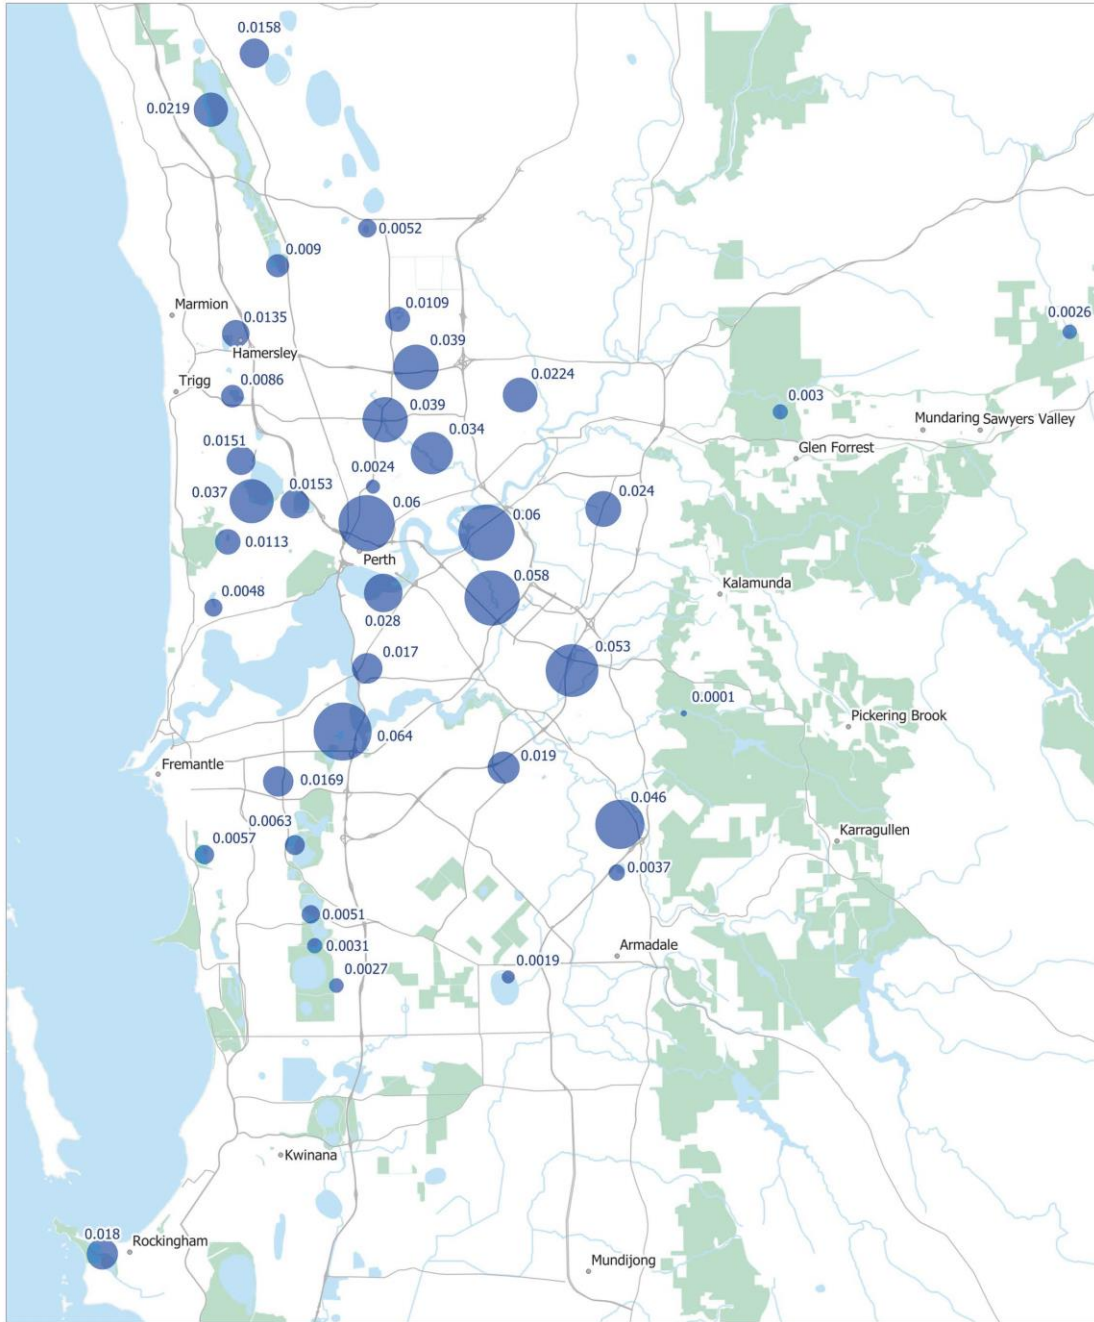 0.0158
0.0219
0.0052
0.009
Marmion
0.0109
0.0135
0.0026
0.039
Hamersley
Trigg
0.0086
0.0224
0.003
0.039
Mundaring
Sawyers Valley
0.034
Glen Forrest
0.0151
0.0024
0.037
0.0153
0.024
0.06
0.06
0.0113
Perth
0.058
Kalamunda
0.0048
0.028
0.017
0.053
0.0001
Pickering Brook
0.064
0.019
Fremantle
0.0169
0.046
0.0063
Karragullen
0.0057
0.0037
0.0051
0.0031
Armadale
0.0019
0.0027
Kwinana
0.018
Rockingham
Mundijong